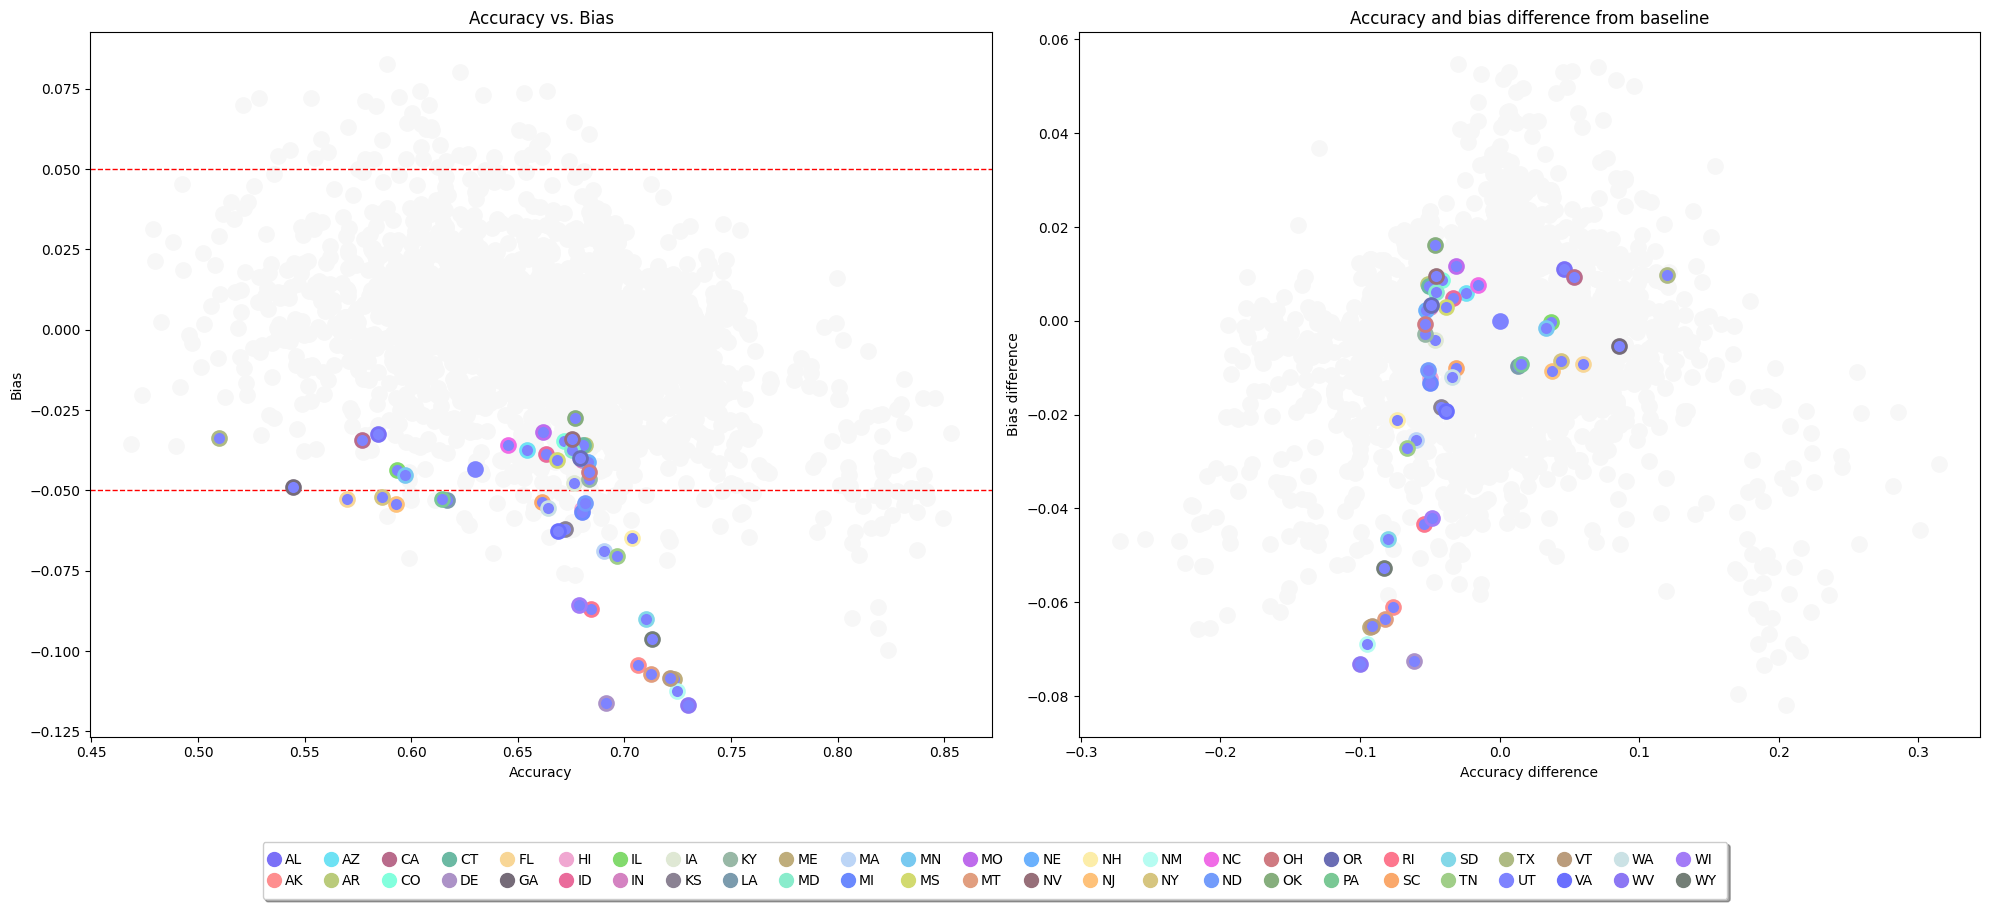 Accuracy vs. Bias
0.075
0.050
0.025
0.000
−0.025
−0.050
−0.075
−0.100
−0.125
Bias
0.45 0.50 0.55 0.60 0.65 0.70 0.75 0.80 0.85
Accuracy
Accuracy and bias difference from baseline
0.06
0.04
0.02
0.00
−0.02
−0.04
−0.06
−0.08
Bias difference
−0.3 −0.2 −0.1 0.0 0.1 0.2 0.3
Accuracy difference
AL AZ CA CT FL HI IL IA KY ME MA MN MO NE NH NM NC OH OR RI SD TX VT WA WI
AK AR CO DE GA ID IN KS LA MD MI MS MT NV NJ NY ND OK PA SC TN UT VA WV WY